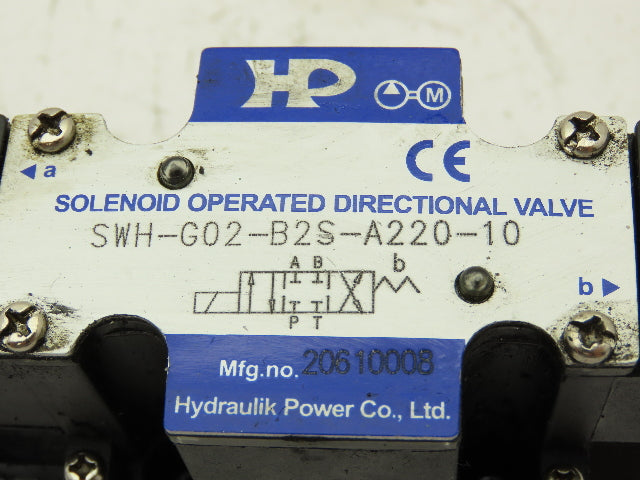 HP
M
CE
a
SOLENOID OPERATED DIRECTIONAL VALVE
SWH-G02-B2S-A220-10
A B
b
b
P T
Mfg.no. 20610008
Hydraulik Power Co., Ltd.